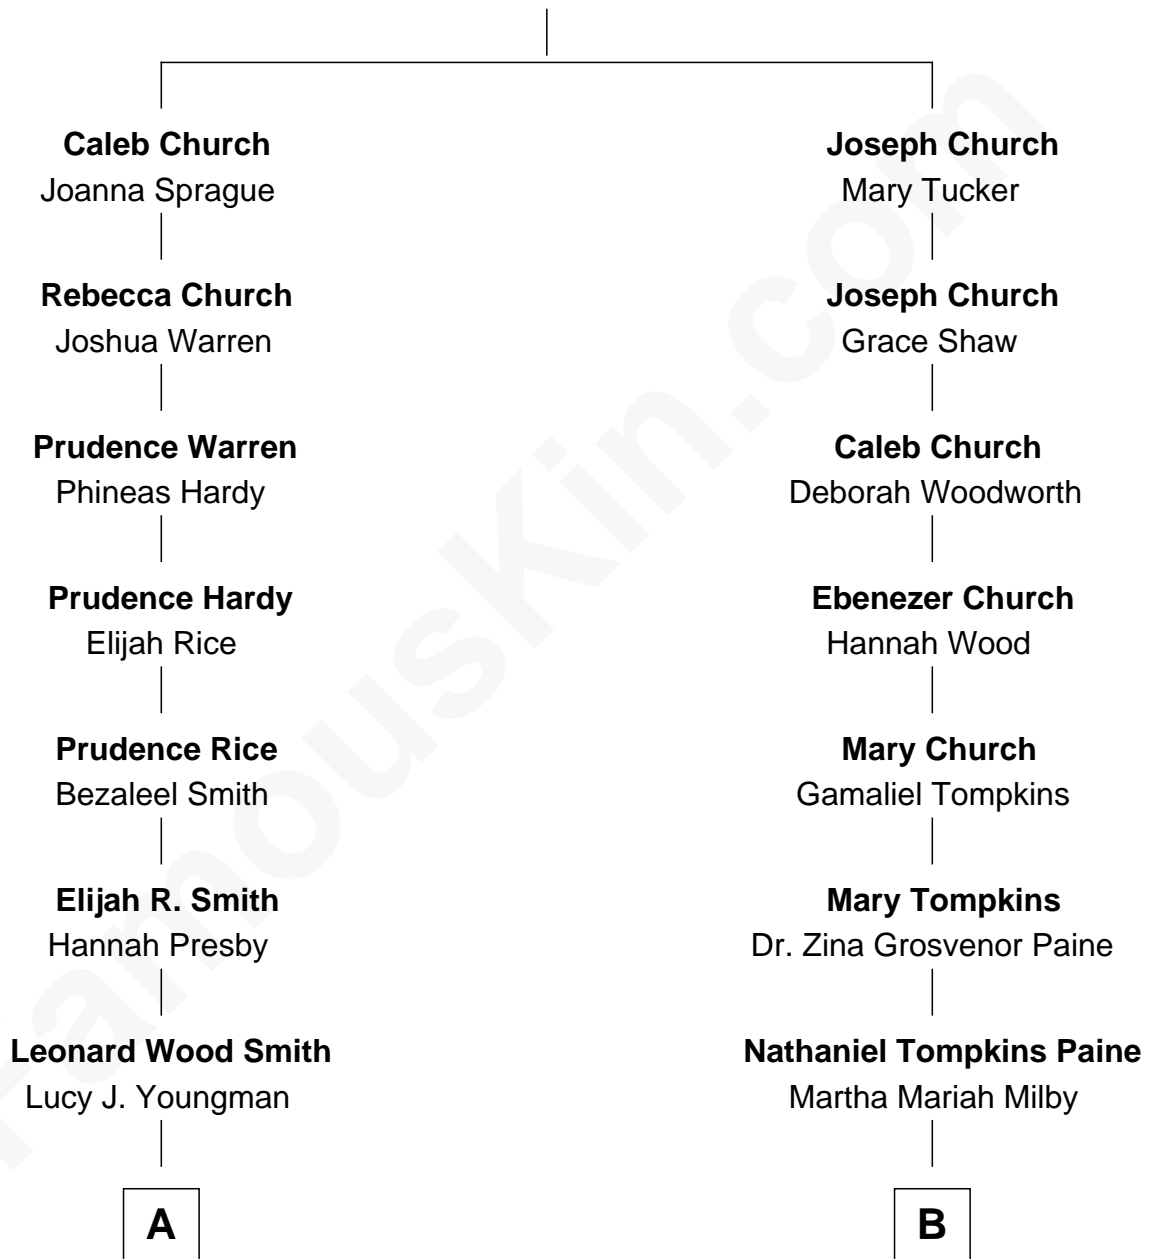 Caleb Church
Joanna Sprague
Rebecca Church
Joshua Warren
Prudence Warren
Phineas Hardy
Prudence Hardy
Elijah Rice
Prudence Rice
Bezaleel Smith
Elijah R. Smith
Hannah Presby
Leonard Wood Smith
Lucy J. Youngman
A
Joseph Church
Mary Tucker
Joseph Church
Grace Shaw
Caleb Church
Deborah Woodworth
Ebenezer Church
Hannah Wood
Mary Church
Gamaliel Tompkins
Mary Tompkins
Dr. Zina Grosvenor Paine
Nathaniel Tompkins Paine
Martha Mariah Milby
B
FamousKin.com